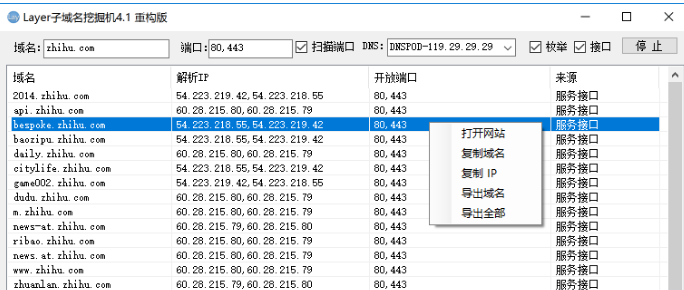 Layer子域名挖掘机4.1 重构版
域名: zhihu.com 端口: 80,443 扫描端口 DNS: DNSPOD-119.29.29.29 枚举 接口 停 止
域名 解析IP 开放端口 来源
2014.zhihu.com 54.223.219.42,54.223.218.55 80,443 服务接口
api.zhihu.com 60.28.215.80,60.28.215.79 80,443 服务接口
bespoke.zhihu.com 54.223.218.55,54.223.219.42 80,443 服务接口
baozipu.zhihu.com 54.223.218.55,54.223.219.42 80,443 服务接口
daily.zhihu.com 60.28.215.80,60.28.215.79 80,443 服务接口
citylife.zhihu.com 54.223.218.55,54.223.219.42 80,443 服务接口
game002.zhihu.com 54.223.219.42,54.223.218.55 80,443 服务接口
dudu.zhihu.com 60.28.215.80,60.28.215.79 80,443 服务接口
m.zhihu.com 60.28.215.80,60.28.215.79 80,443 服务接口
news-at.zhihu.com 60.28.215.79,60.28.215.80 80,443 服务接口
ribao.zhihu.com 60.28.215.80,60.28.215.79 80,443 服务接口
news.at.zhihu.com 60.28.215.80,60.28.215.79 80,443 服务接口
www.zhihu.com 60.28.215.80,60.28.215.79 80,443 服务接口
zhuanlan.zhihu.com 60.28.215.79,60.28.215.80 80,443 服务接口
打开网站
复制域名
复制 IP
导出域名
导出全部